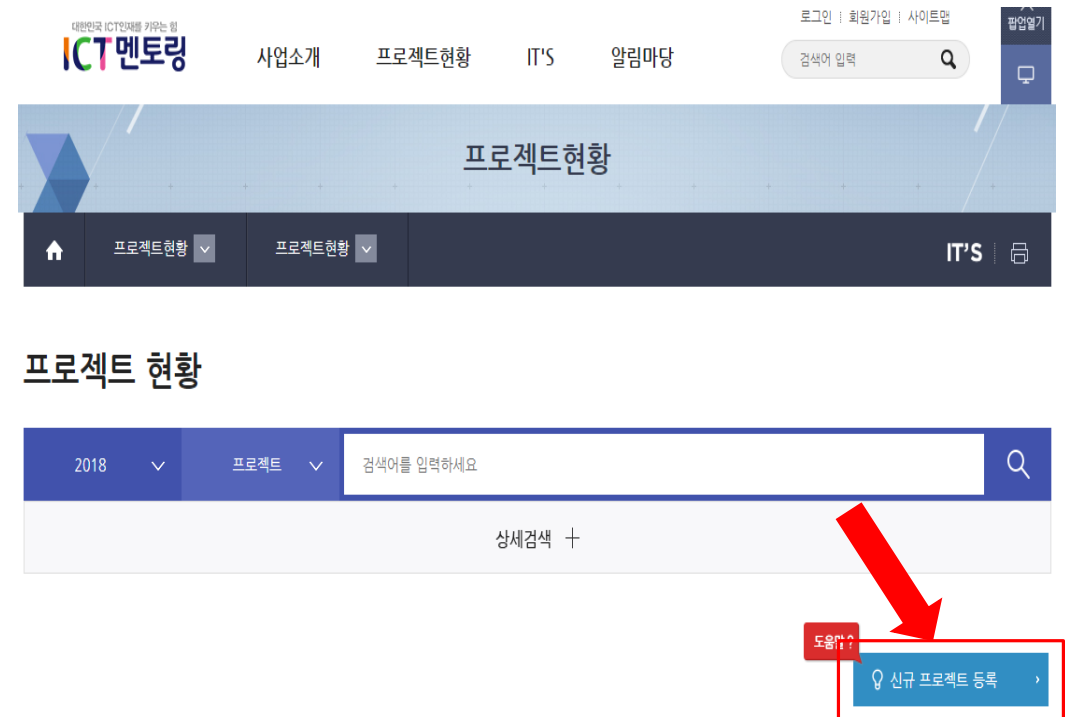 로그인 | 회원가입 | 사이트맵
팝업열기
대한민국 ICT인재를 키우는 힘
ICT멘토링
사업소개 프로젝트현황 IT'S 알림마당
검색어 입력
프로젝트현황
프로젝트현황 프로젝트현황 IT'S
프로젝트 현황
2018 프로젝트 검색어를 입력하세요
상세검색 +
도움말 ?
신규 프로젝트 등록 ›